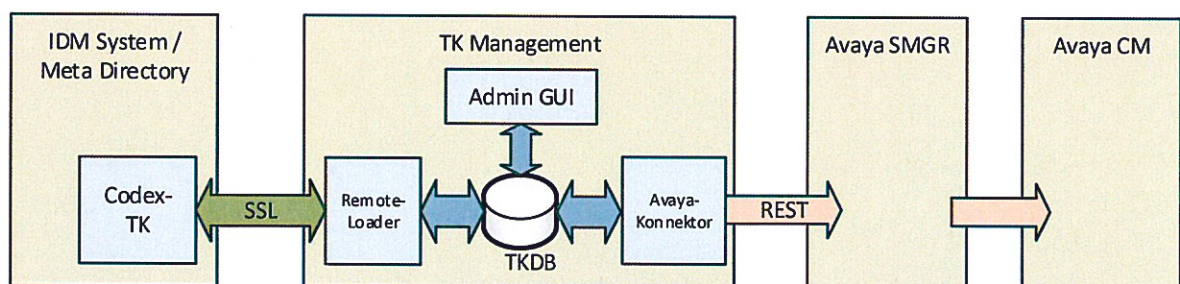 IDM System /
Meta Directory
TK Management
Avaya SMGR
Avaya CM
Admin GUI
Codex-
TK
SSL
Remote-
Loader
TKDB
Avaya-
Konnektor
REST